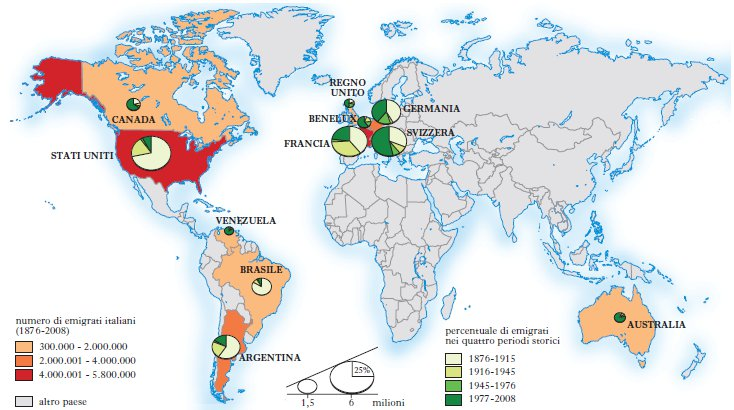 REGNO
UNITO
GERMANIA
CANADA
BENELUX
SVIZZERA
FRANCIA
STATI UNITI
VENEZUELA
BRASILE
AUSTRALIA
ARGENTINA
numero di emigrati italiani
(1876-2008)
300.000 - 2.000.000
2.000.001 - 4.000.000
4.000.001 - 5.800.000
altro paese
25%
1,5 6 milioni
percentuale di emigrati
nei quattro periodi storici
1876-1915
1916-1945
1945-1976
1977-2008